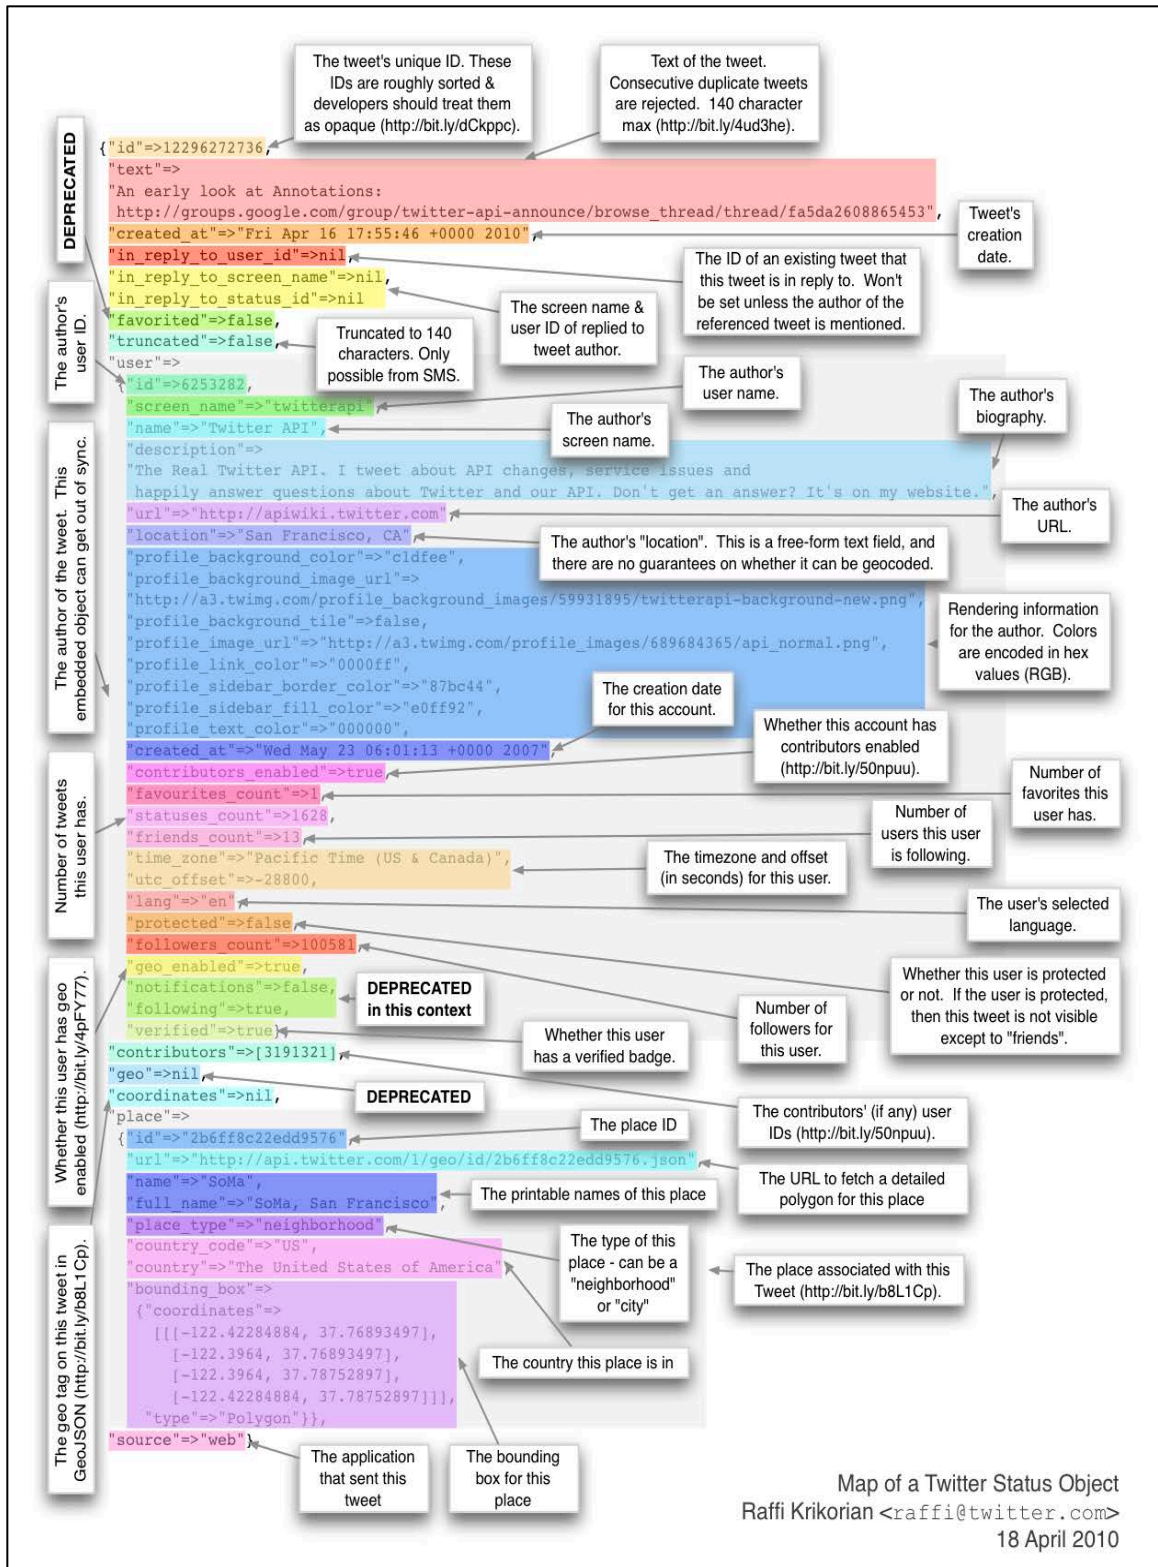 The tweet's unique ID. These
IDs are roughly sorted &
developers should treat them
as opaque (http://bit.ly/dCkppc).
Text of the tweet.
Consecutive duplicate tweets
are rejected. 140 character
max (http://bit.ly/4ud3he).
DEPRECATED
{"id"=>12296272736,
"text"=>
"An early look at Annotations:
http://groups.google.com/group/twitter-api-announce/browse_thread/thread/fa5da2608865453",
"created_at"=>"Fri Apr 16 17:55:46 +0000 2010",
Tweet's
creation
date.
"in_reply_to_user_id"=>nil,
The ID of an existing tweet that
this tweet is in reply to. Won't
be set unless the author of the
referenced tweet is mentioned.
"in_reply_to_screen_name"=>nil,
"in_reply_to_status_id"=>nil
The screen name &
user ID of replied to
tweet author.
The author's
user ID.
"favorited"=>false,
"truncated"=>false,
Truncated to 140
characters. Only
possible from SMS.
"user"=>
{"id"=>6253282,
The author's
user name.
"screen_name"=>"twitterapi",
"name"=>"Twitter API",
The author's
screen name.
The author's
biography.
The author of the tweet. This
embedded object can get out of sync.
"description"=>
"The Real Twitter API. I tweet about API changes, service issues and
happily answer questions about Twitter and our API. Don't get an answer? It's on my website.",
"url"=>"http://apiwiki.twitter.com",
The author's
URL.
"location"=>"San Francisco, CA",
The author's "location". This is a free-form text field, and
there are no guarantees on whether it can be geocoded.
"profile_background_color"=>"c1dfee",
"profile_background_image_url"=>
"http://a3.twimg.com/profile_background_images/59931895/twitterapi-background-new.png",
"profile_background_tile"=>false,
"profile_image_url"=>"http://a3.twimg.com/profile_images/689684365/api_normal.png",
"profile_link_color"=>"0000ff",
"profile_sidebar_border_color"=>"87bc44",
"profile_sidebar_fill_color"=>"e0ff92",
"profile_text_color"=>"000000",
Rendering information
for the author. Colors
are encoded in hex
values (RGB).
The creation date
for this account.
"created_at"=>"Wed May 23 06:01:13 +0000 2007",
Whether this account has
contributors enabled
(http://bit.ly/50npuu).
"contributors_enabled"=>true,
"favourites_count"=>1,
Number of
favorites this
user has.
Number of tweets
this user has.
"statuses_count"=>1628,
"friends_count"=>13,
Number of
users this user
is following.
"time_zone"=>"Pacific Time (US & Canada)",
"utc_offset"=>-28800,
The timezone and offset
(in seconds) for this user.
"lang"=>"en",
The user's selected
language.
"protected"=>false,
"followers_count"=>100581,
Whether this user is protected
or not. If the user is protected,
then this tweet is not visible
except to "friends".
Whether this user has geo
enabled (http://bit.ly/4pFY77).
"geo_enabled"=>true,
"notifications"=>false,
"following"=>true,
DEPRECATED
in this context
Number of
followers for
this user.
"verified"=>true},
Whether this user
has a verified badge.
"contributors"=>[3191321],
"geo"=>nil,
DEPRECATED
"coordinates"=>nil,
The contributors' (if any) user
IDs (http://bit.ly/50npuu).
"place"=>
{"id"=>"2b6ff8c22edd9576",
The place ID
"url"=>"http://api.twitter.com/1/geo/id/2b6ff8c22edd9576.json",
The URL to fetch a detailed
polygon for this place
"name"=>"SoMa",
"full_name"=>"SoMa, San Francisco",
The printable names of this place
"place_type"=>"neighborhood",
The type of this
place - can be a
"neighborhood"
or "city"
"country_code"=>"US",
"country"=>"The United States of America",
The place associated with this
Tweet (http://bit.ly/b8L1Cp).
The geo tag on this tweet in
GeoJSON (http://bit.ly/b8L1Cp).
"bounding_box"=>
{"coordinates"=>
[[[-122.42284884, 37.76893497],
[-122.3964, 37.76893497],
[-122.3964, 37.78752897],
[-122.42284884, 37.78752897]]],
"type"=>"Polygon"}},
The country this place is in
"source"=>"web"}
The application
that sent this
tweet
The bounding
box for this
place
Map of a Twitter Status Object
Raffi Krikorian <raffi@twitter.com>
18 April 2010